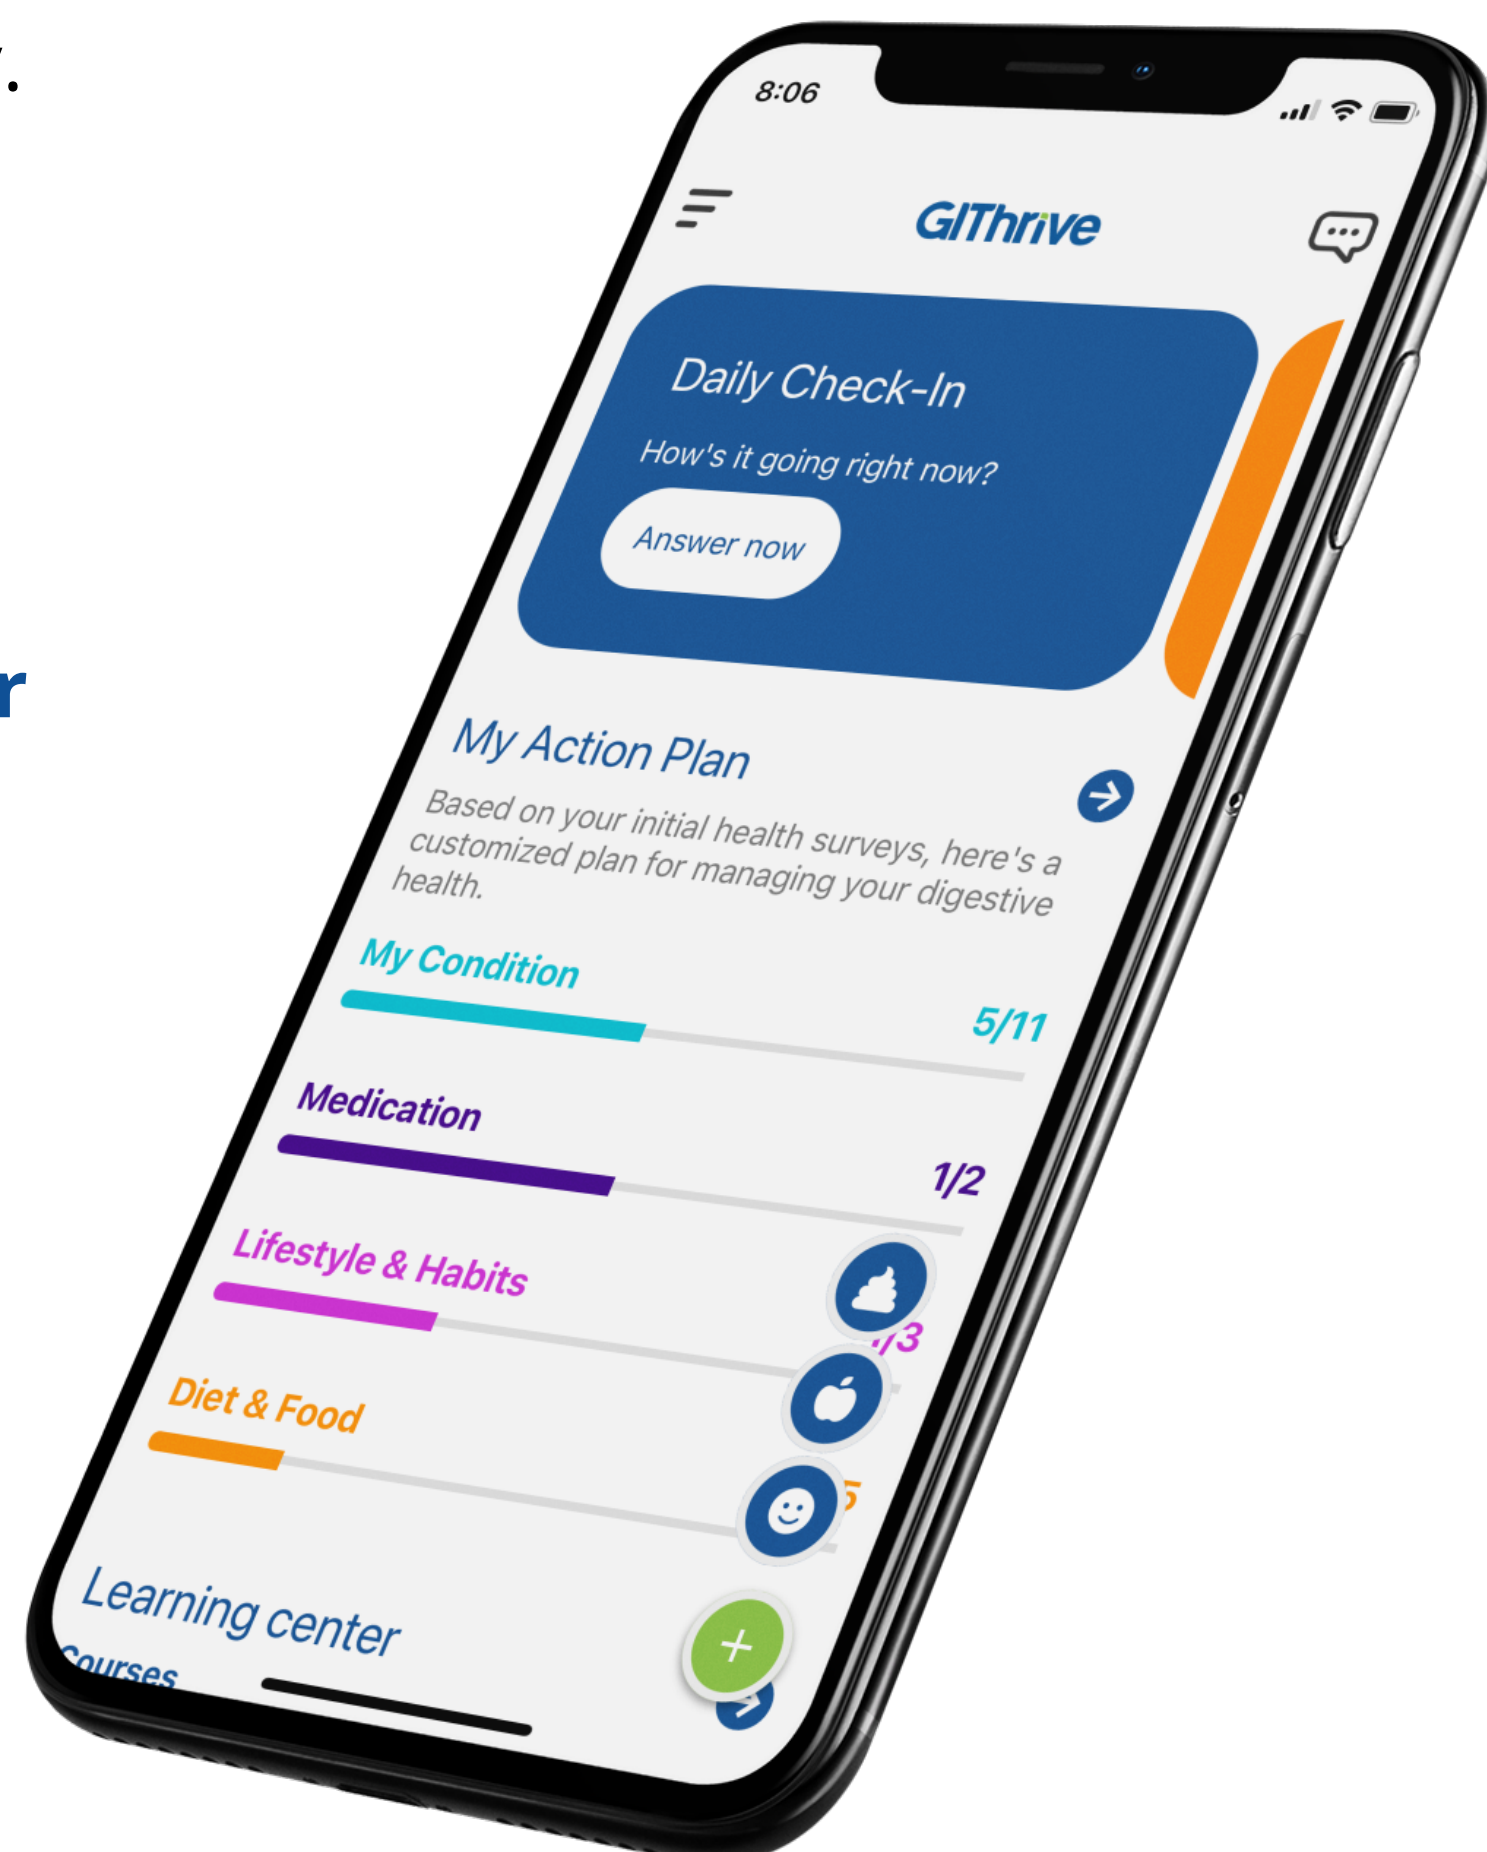 8:06
GIThrive
Daily Check-In
How's it going right now?
Answer now
My Action Plan
Based on your initial health surveys, here's a
customized plan for managing your digestive
health.
My Condition
5/11
Medication
1/2
Lifestyle & Habits
Diet & Food
Learning center
Courses